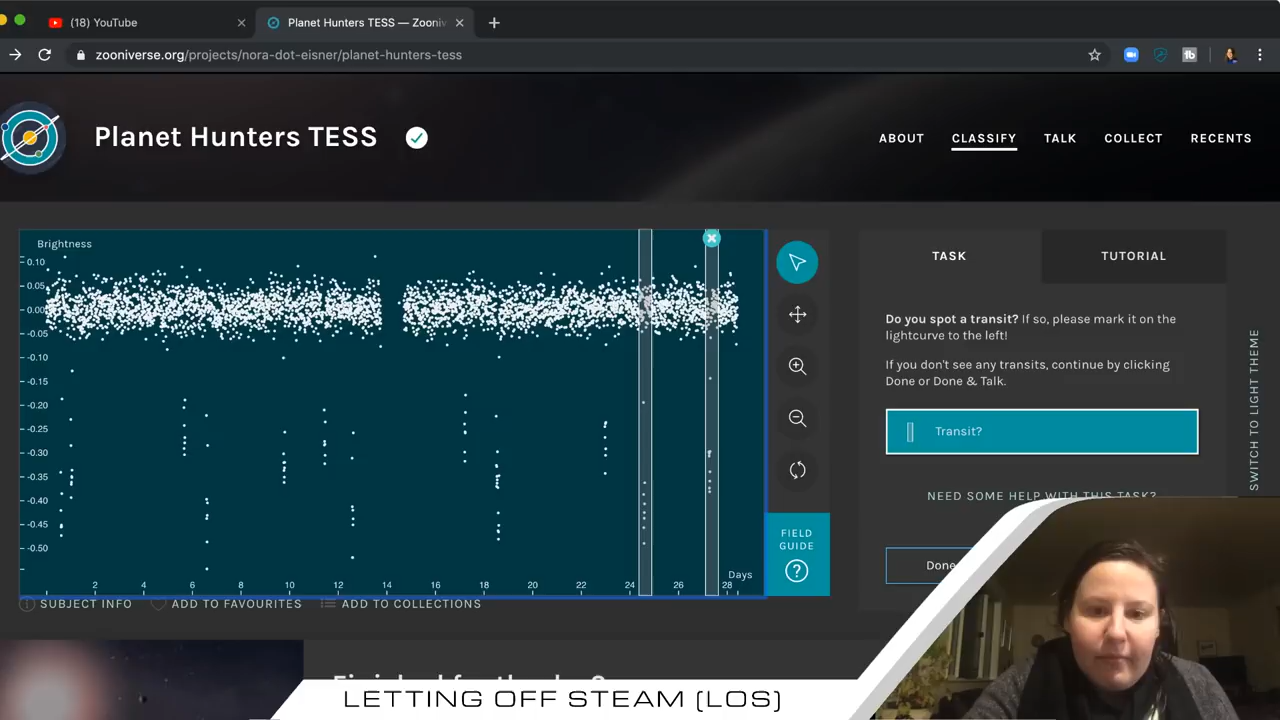 (18) YouTube
Planet Hunters TESS — Zooniv
zooniverse.org/projects/nora-dot-eisner/planet-hunters-tess
Planet Hunters TESS
ABOUT CLASSIFY TALK COLLECT RECENTS
Brightness
0.10
0.05
0.00
-0.05
-0.10
-0.15
-0.20
-0.25
-0.30
-0.35
-0.40
-0.45
-0.50
2 4 6 8 10 12 14 16 18 20 22 24 26 28
Days
FIELD
GUIDE
TASK TUTORIAL
Do you spot a transit? If so, please mark it on the
lightcurve to the left!
If you don't see any transits, continue by clicking
Done or Done & Talk.
Transit?
NEED SOME HELP WITH THIS TASK?
Done
SWITCH TO LIGHT THEME
SUBJECT INFO ADD TO FAVOURITES ADD TO COLLECTIONS
LETTING OFF STEAM (LOS)